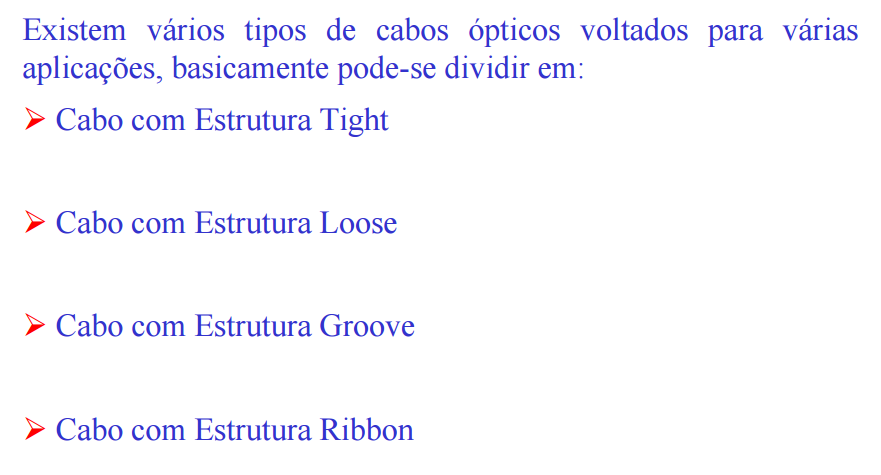 Existem vários tipos de cabos ópticos voltados para várias
aplicações, basicamente pode-se dividir em:
➢ Cabo com Estrutura Tight
➢ Cabo com Estrutura Loose
➢ Cabo com Estrutura Groove
➢ Cabo com Estrutura Ribbon